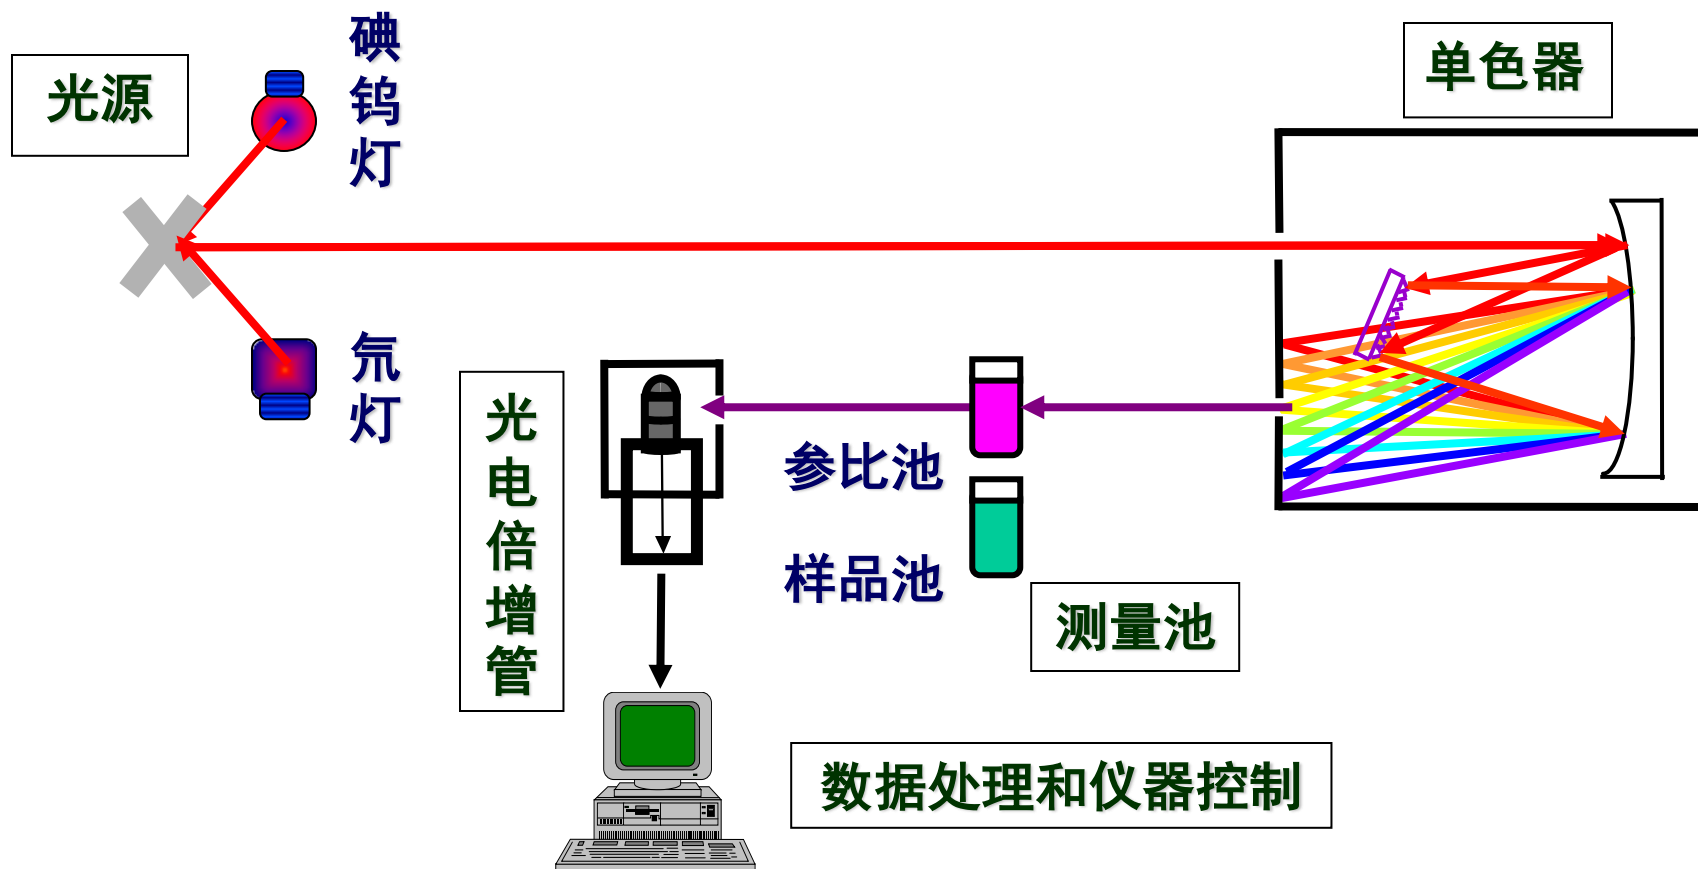 光源
碘钨灯
单色器
氘灯
光电倍增管
参比池
样品池
测量池
数据处理和仪器控制